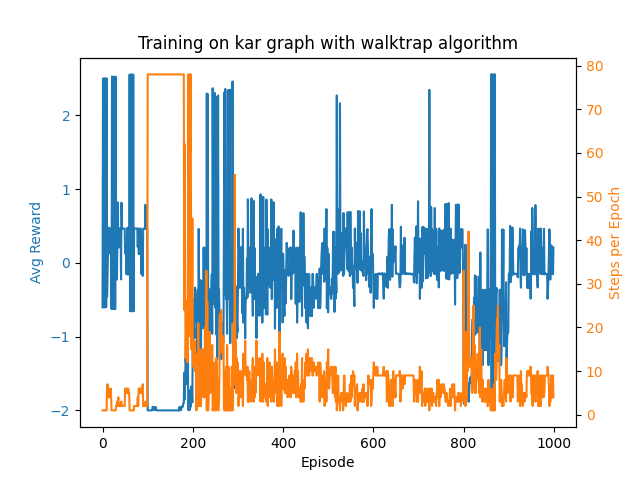 Training on kar graph with walktrap algorithm
2
1
0
−1
−2
Avg Reward
80
70
60
50
40
30
20
10
0
Steps per Epoch
0 200 400 600 800 1000
Episode